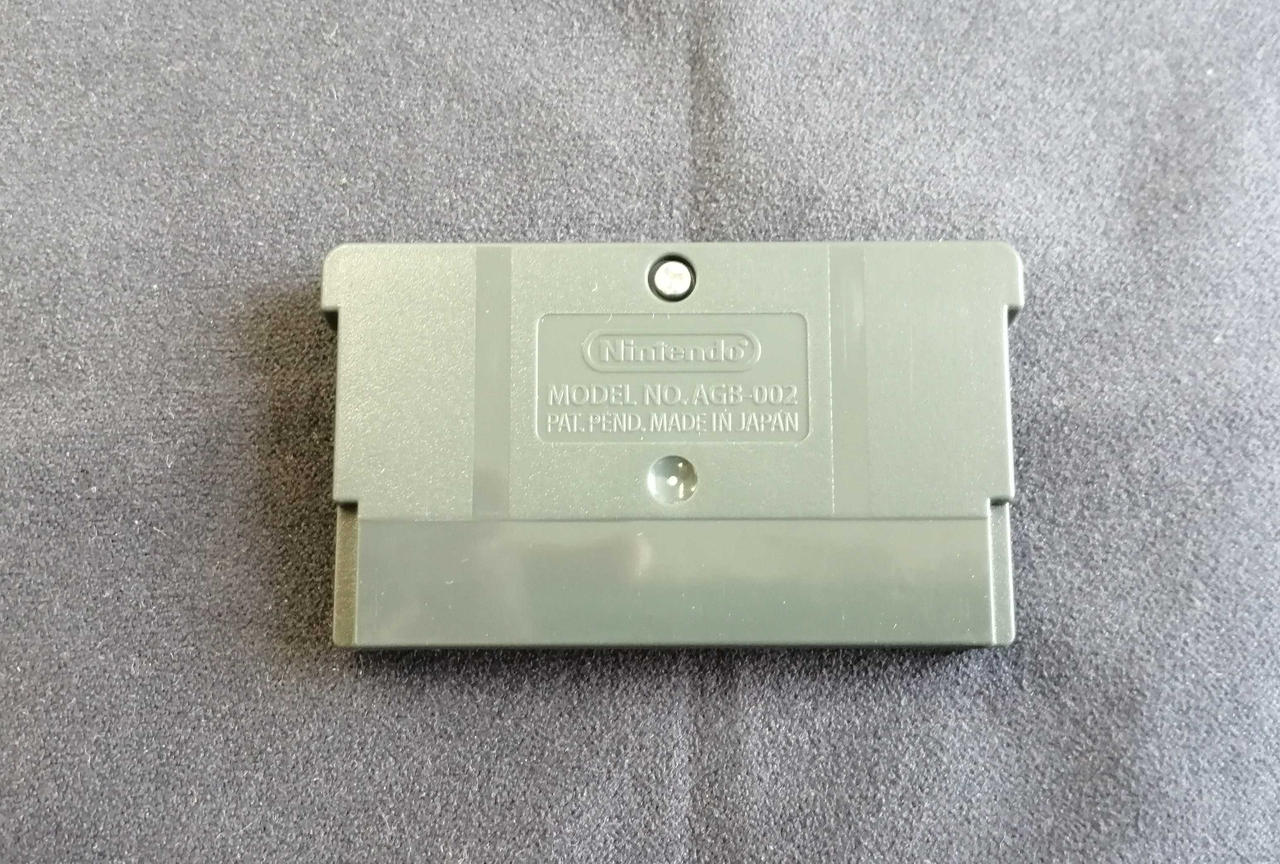 Nintendo®
MODEL NO. AGB-002
PAT. PEND. MADE IN JAPAN